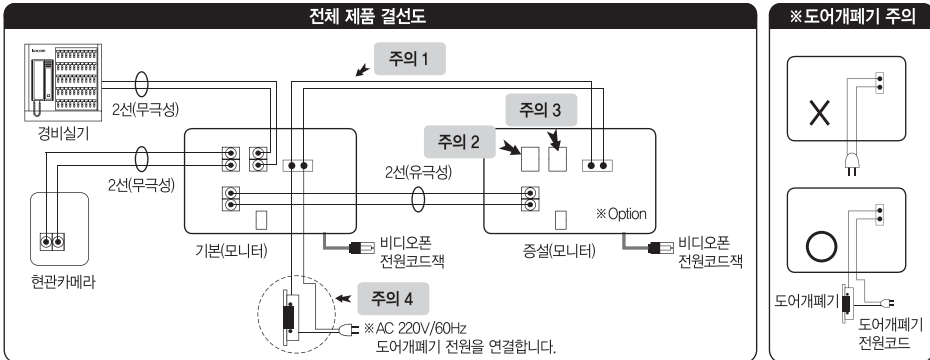 전체 제품 결선도
※도어개폐기 주의
kocom
경비실기
2선(무극성)
주의 1
주의 2
주의 3
2선(무극성)
2선(유극성)
현관카메라
※Option
기본(모니터)
비디오폰
전원코드잭
증설(모니터)
비디오폰
전원코드잭
주의 4
※AC 220V/60Hz
도어개폐기 전원을 연결합니다.
X
O
도어개폐기
도어개폐기
전원코드